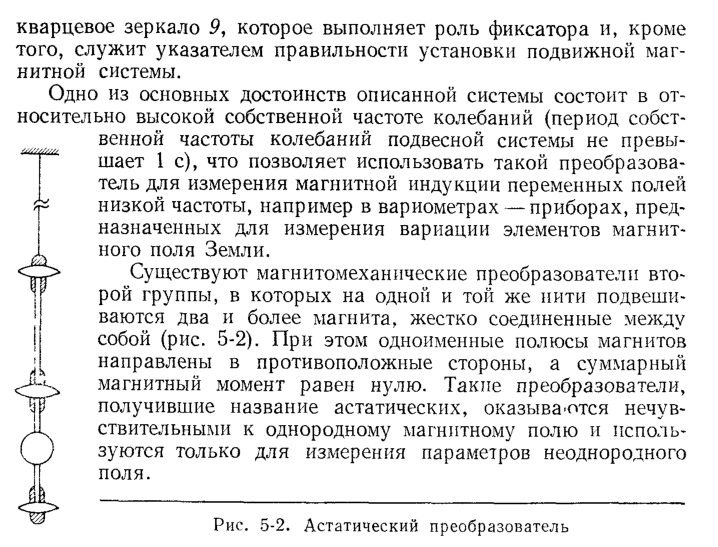 кварцевое зеркало 9, которое выполняет роль фиксатора и, кроме
того, служит указателем правильности установки подвижной маг-
нитной системы.
Одно из основных достоинств описанной системы состоит в от-
носительно высокой собственной частоте колебаний (период собст-
венной частоты колебаний подвесной системы не превы-
шает 1 с), что позволяет использовать такой преобразова-
тель для измерения магнитной индукции переменных полей
низкой частоты, например в вариометрах — приборах, пред-
назначенных для измерения вариации элементов магнит-
ного поля Земли.
Существуют магнитомеханические преобразователи вто-
рой группы, в которых на одной и той же нити подвеши-
ваются два и более магнита, жестко соединенные между
собой (рис. 5-2). При этом одноименные полюсы магнитов
направлены в противоположные стороны, а суммарный
магнитный момент равен нулю. Такие преобразователи,
получившие название астатических, оказываются нечув-
ствительными к однородному магнитному полю и исполь-
зуются только для измерения параметров неоднородного
поля.
Рис. 5-2. Астатический преобразователь